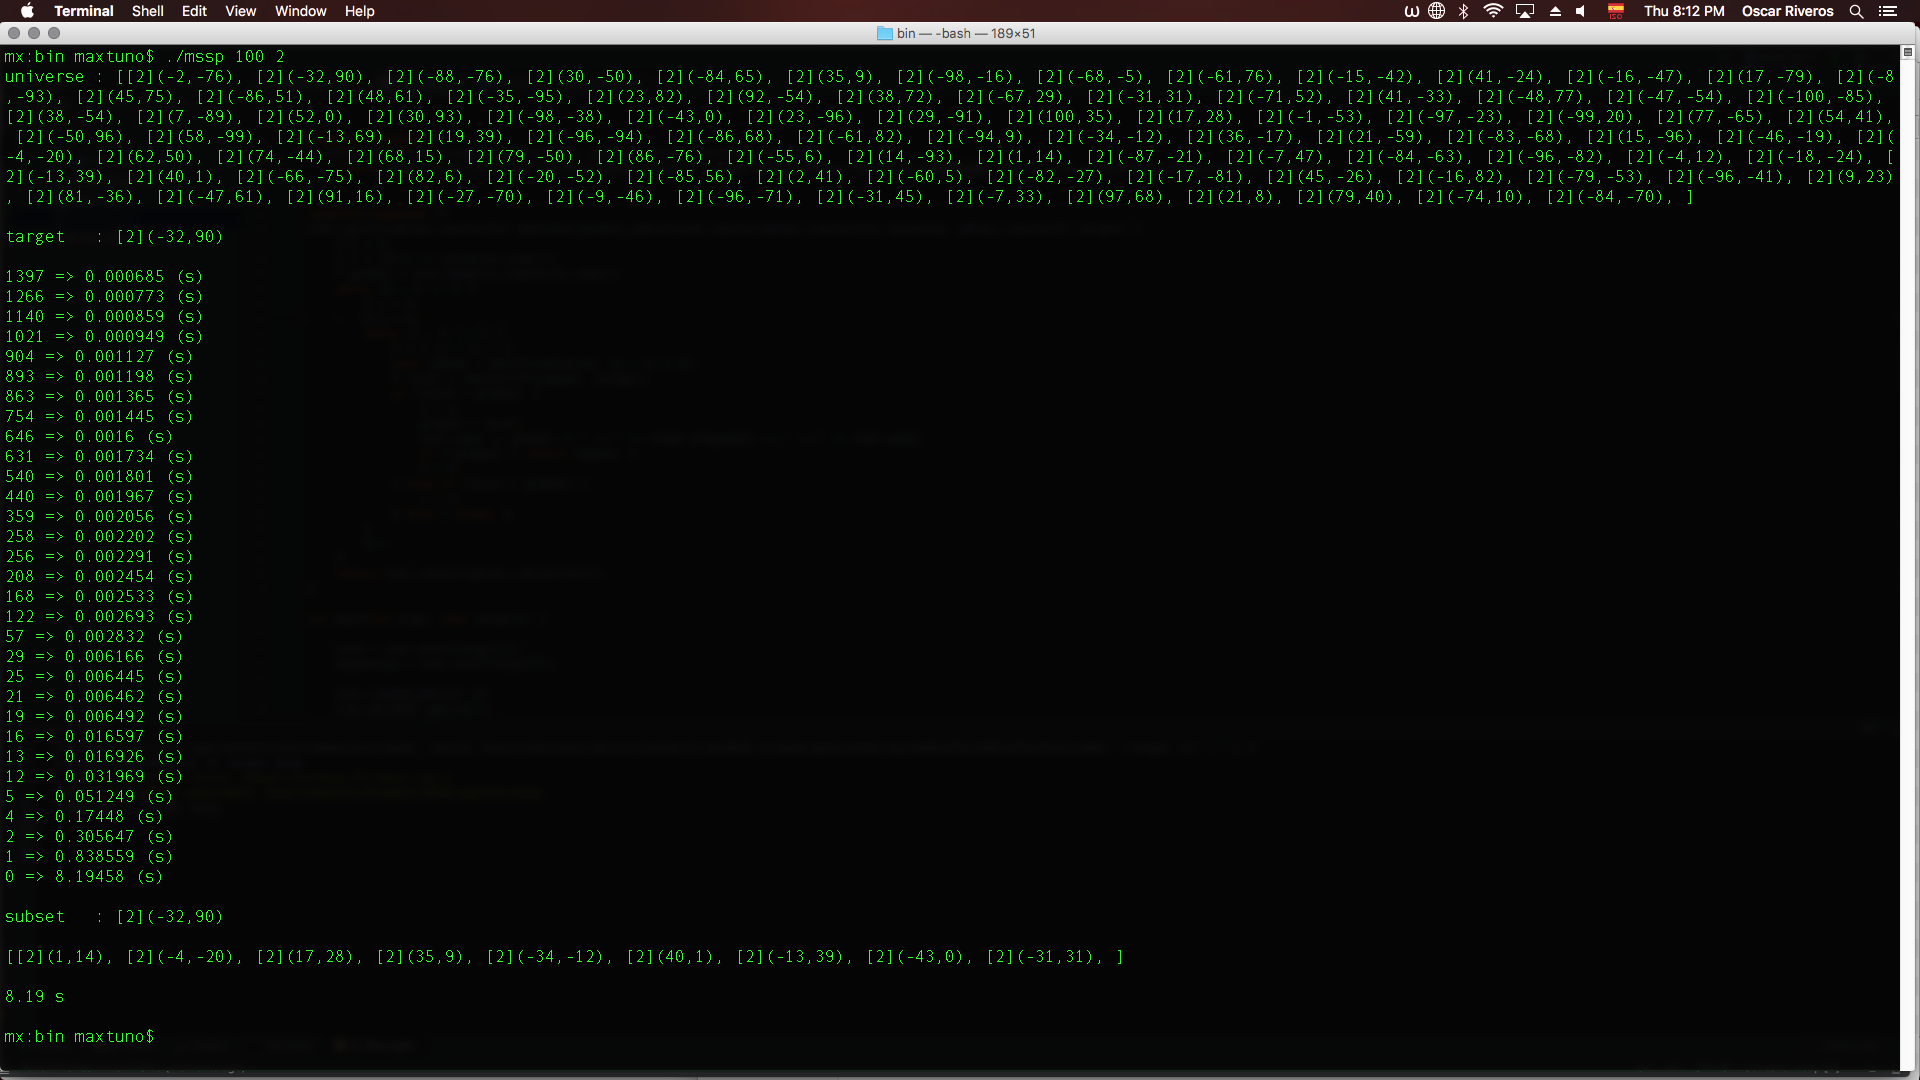 Terminal Shell Edit View Window Help Thu 8:12 PM Oscar Riveros
bin — -bash — 189×51
mx:bin maxtuno$ ./mssp 100 2
universe : [[2](-2,-76), [2](-32,90), [2](-88,-76), [2](30,-50), [2](-84,65), [2](35,9), [2](-98,-16), [2](-68,-5), [2](-61,76), [2](-15,-42), [2](41,-24), [2](-16,-47), [2](17,-79), [2](-8
,-93), [2](45,75), [2](-86,51), [2](48,61), [2](-35,-95), [2](23,82), [2](92,-54), [2](38,72), [2](-67,29), [2](-31,31), [2](-71,52), [2](41,-33), [2](-48,77), [2](-47,-54), [2](-100,-85),
[2](38,-54), [2](7,-89), [2](52,0), [2](30,93), [2](-98,-38), [2](-43,0), [2](23,-96), [2](29,-91), [2](100,35), [2](17,28), [2](-1,-53), [2](-97,-23), [2](-99,20), [2](77,-65), [2](54,41),
[2](-50,96), [2](58,-99), [2](-13,69), [2](19,39), [2](-96,-94), [2](-86,68), [2](-61,82), [2](-94,9), [2](-34,-12), [2](36,-17), [2](21,-59), [2](-83,-68), [2](15,-96), [2](-46,-19), [2](
-4,-20), [2](62,50), [2](74,-44), [2](68,15), [2](79,-50), [2](86,-76), [2](-55,6), [2](14,-93), [2](1,14), [2](-87,-21), [2](-7,47), [2](-84,-63), [2](-96,-82), [2](-4,12), [2](-18,-24), [
2](-13,39), [2](40,1), [2](-66,-75), [2](82,6), [2](-20,-52), [2](-85,56), [2](2,41), [2](-60,5), [2](-82,-27), [2](-17,-81), [2](45,-26), [2](-16,82), [2](-79,-53), [2](-96,-41), [2](9,23)
, [2](81,-36), [2](-47,61), [2](91,16), [2](-27,-70), [2](-9,-46), [2](-96,-71), [2](-31,45), [2](-7,33), [2](97,68), [2](21,8), [2](79,40), [2](-74,10), [2](-84,-70), ]
target : [2](-32,90)
1397 => 0.000685 (s)
1266 => 0.000773 (s)
1140 => 0.000859 (s)
1021 => 0.000949 (s)
904 => 0.001127 (s)
893 => 0.001198 (s)
863 => 0.001365 (s)
754 => 0.001445 (s)
646 => 0.0016 (s)
631 => 0.001734 (s)
540 => 0.001801 (s)
440 => 0.001967 (s)
359 => 0.002056 (s)
258 => 0.002202 (s)
256 => 0.002291 (s)
208 => 0.002454 (s)
168 => 0.002533 (s)
122 => 0.002693 (s)
57 => 0.002832 (s)
29 => 0.006166 (s)
25 => 0.006445 (s)
21 => 0.006462 (s)
19 => 0.006492 (s)
16 => 0.016597 (s)
13 => 0.016926 (s)
12 => 0.031969 (s)
5 => 0.051249 (s)
4 => 0.17448 (s)
2 => 0.305647 (s)
1 => 0.838559 (s)
0 => 8.19458 (s)
subset : [2](-32,90)
[[2](1,14), [2](-4,-20), [2](17,28), [2](35,9), [2](-34,-12), [2](40,1), [2](-13,39), [2](-43,0), [2](-31,31), ]
8.19 s
mx:bin maxtuno$